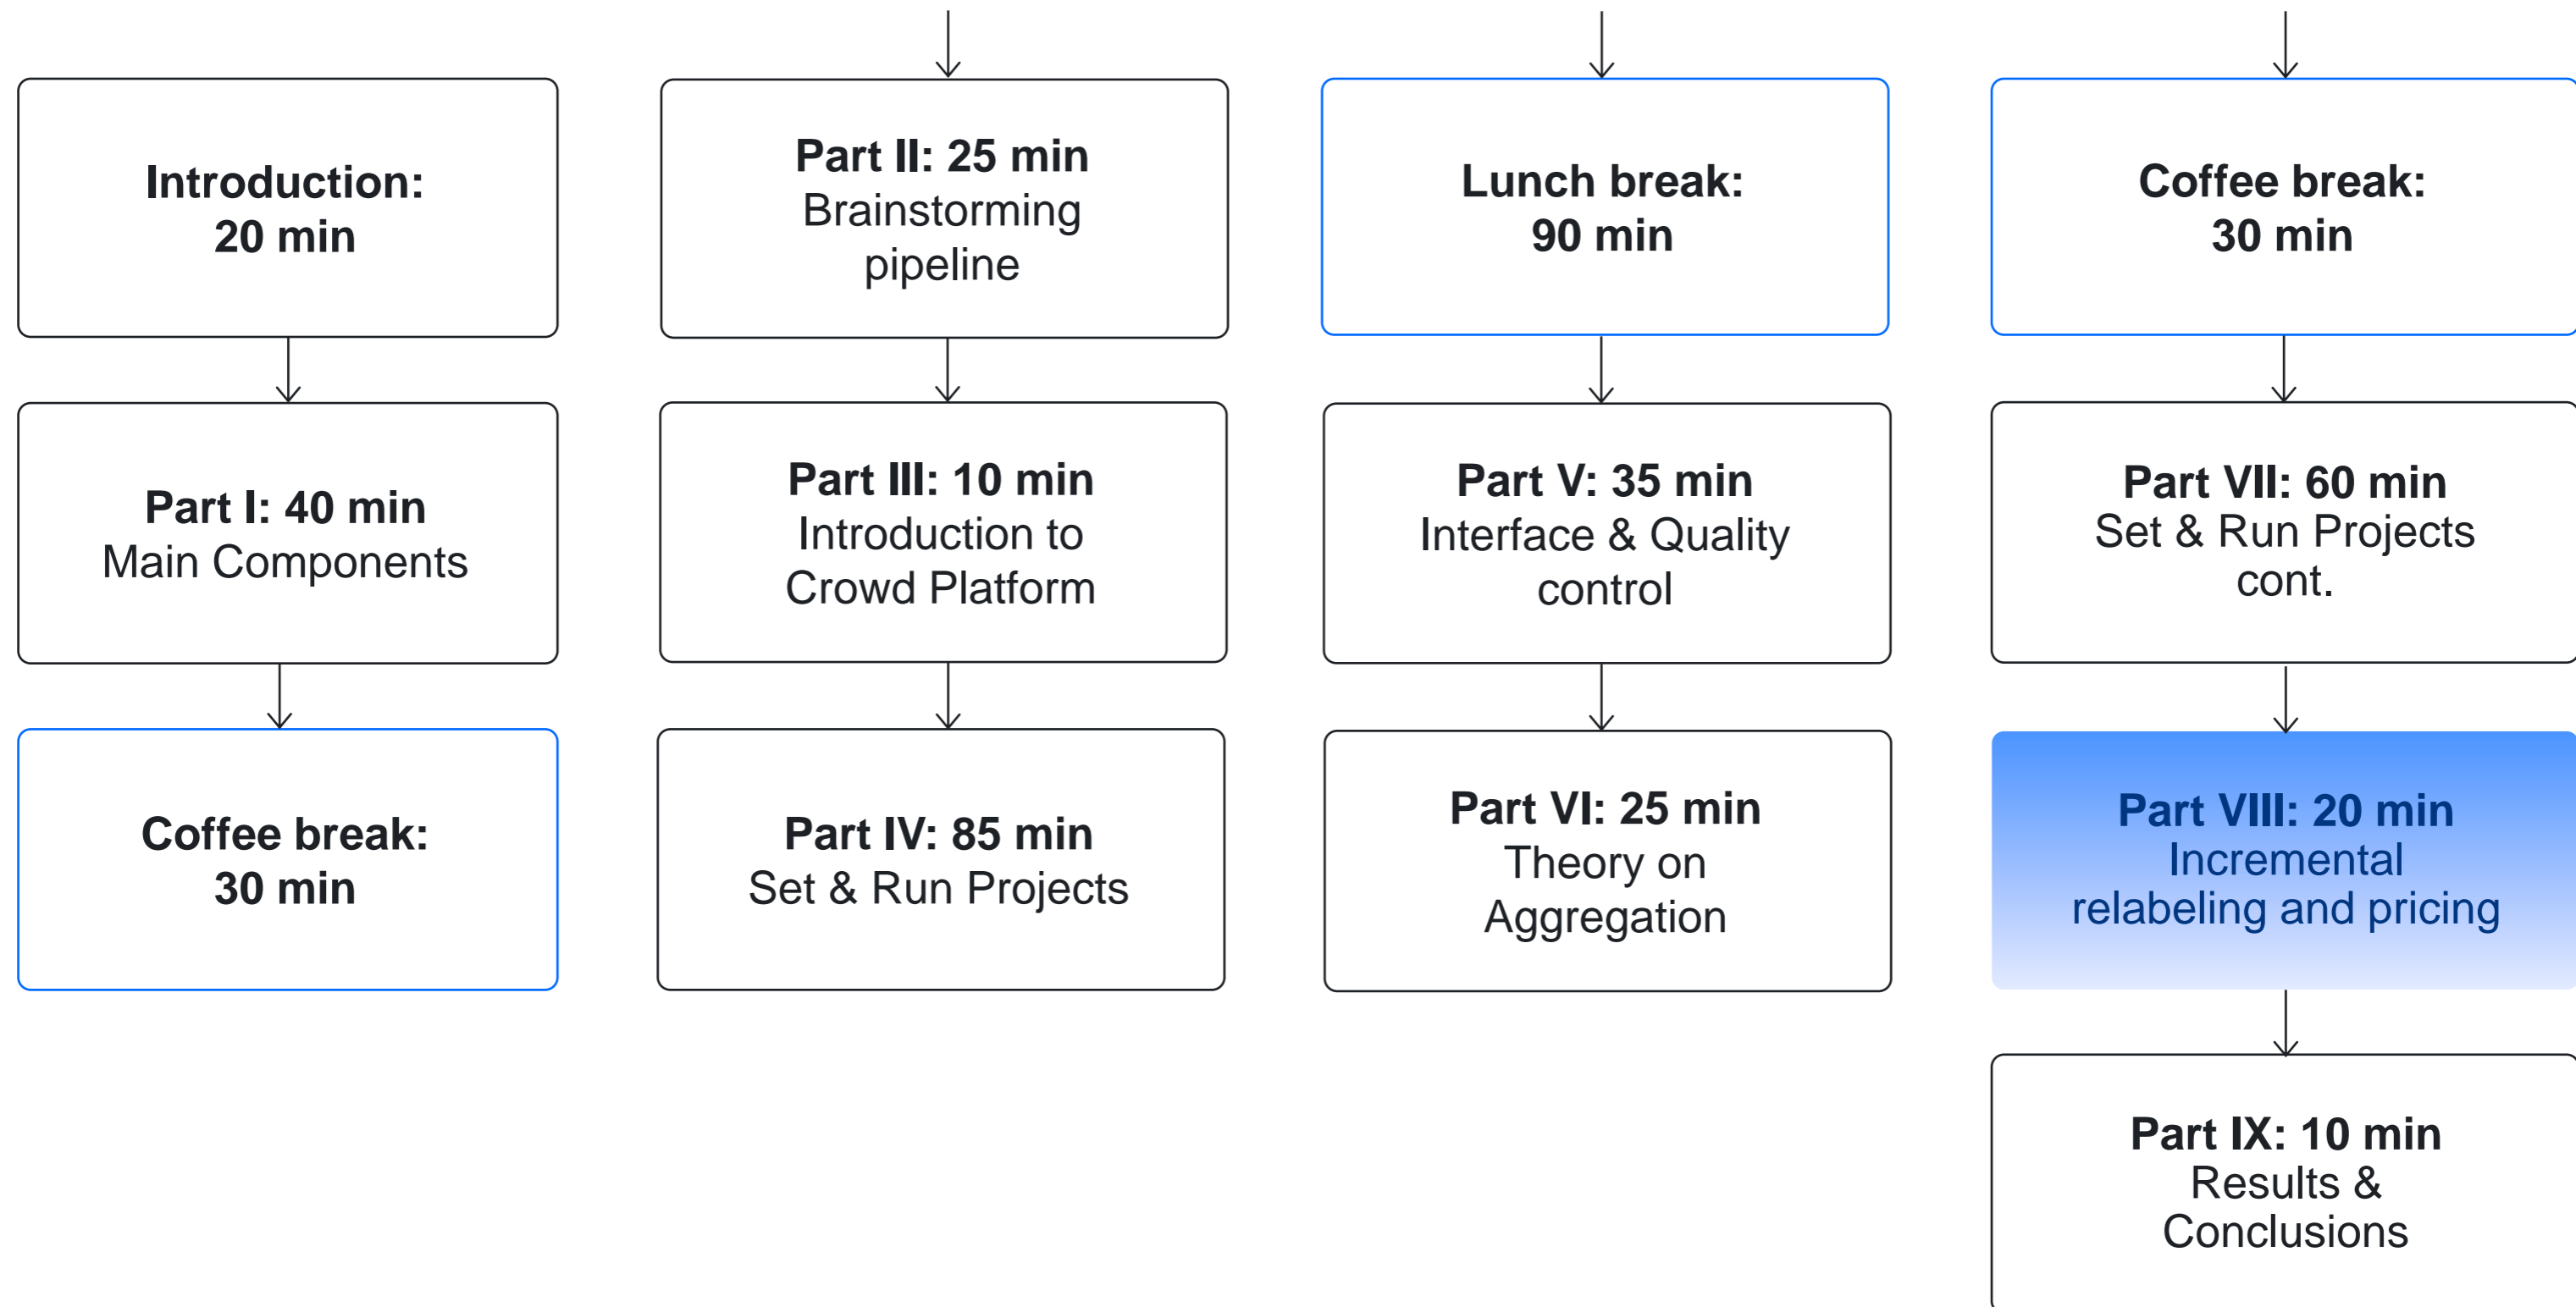 Introduction:
20 min
Part I: 40 min
Main Components
Coffee break:
30 min
Part II: 25 min
Brainstorming
pipeline
Part III: 10 min
Introduction to
Crowd Platform
Part IV: 85 min
Set & Run Projects
Lunch break:
90 min
Part V: 35 min
Interface & Quality
control
Part VI: 25 min
Theory on
Aggregation
Coffee break:
30 min
Part VII: 60 min
Set & Run Projects
cont.
Part VIII: 20 min
Incremental
relabeling and pricing
Part IX: 10 min
Results &
Conclusions